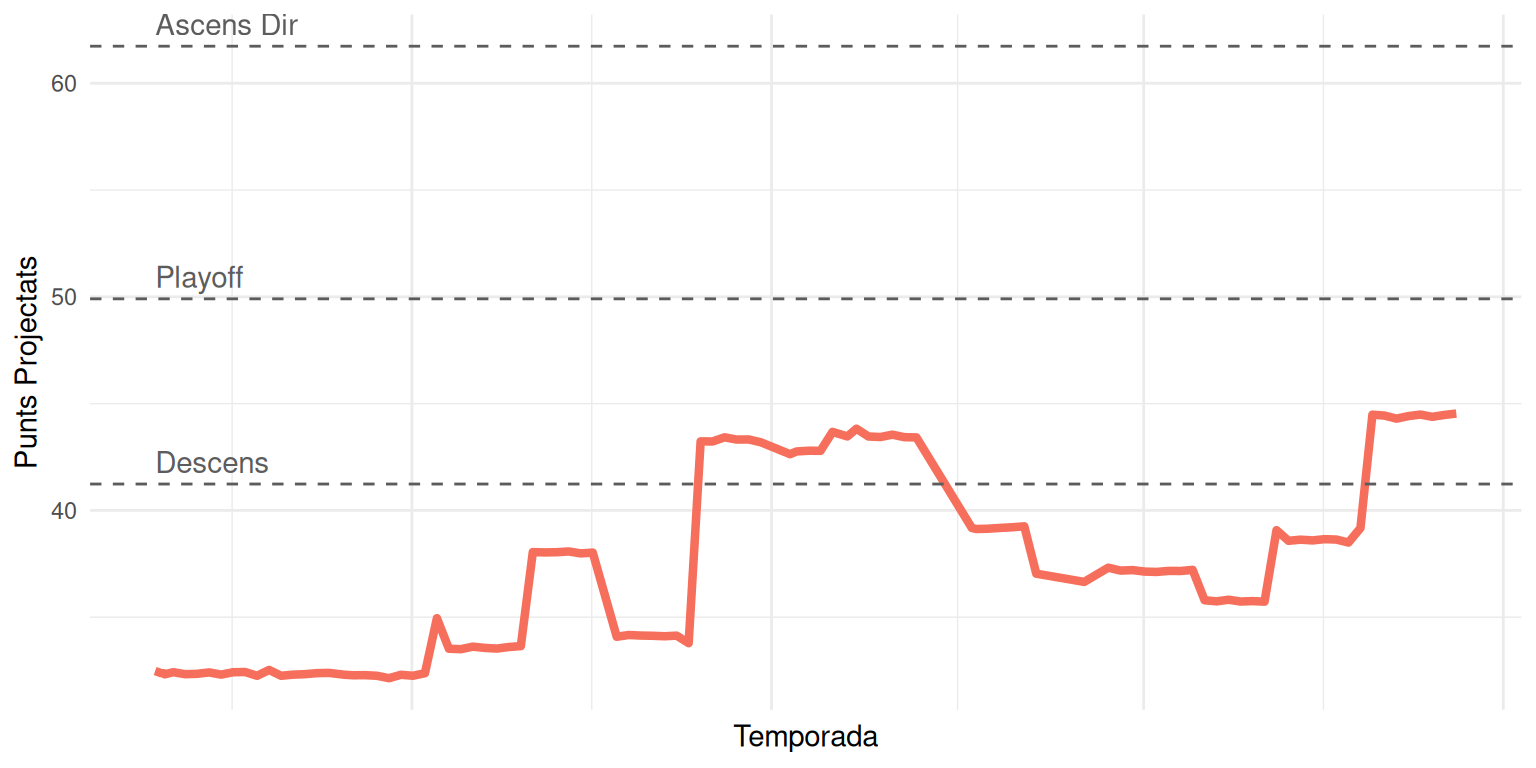 Ascens Dir
60
Playoff
50
Descens
40
Punts Projectats
Temporada